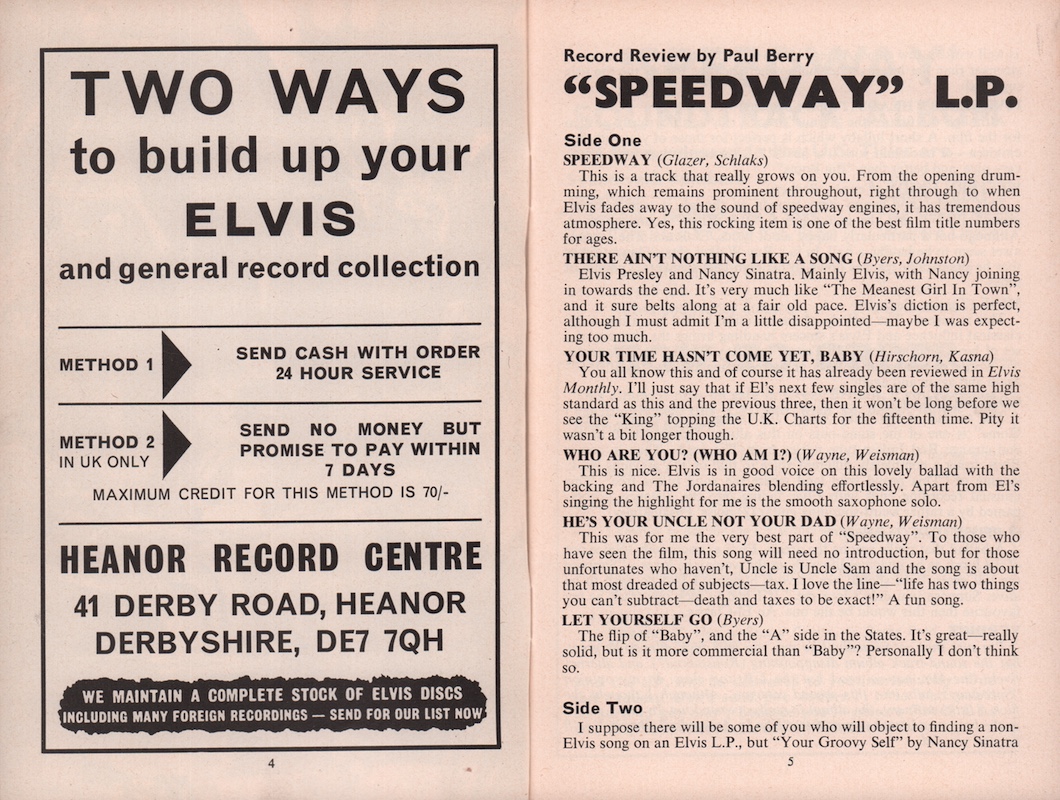 TWO WAYS
to build up your
ELVIS
and general record collection
METHOD 1
SEND CASH WITH ORDER
24 HOUR SERVICE
METHOD 2
IN UK ONLY
SEND NO MONEY BUT
PROMISE TO PAY WITHIN
7 DAYS
MAXIMUM CREDIT FOR THIS METHOD IS 70/-
HEANOR RECORD CENTRE
41 DERBY ROAD, HEANOR
DERBYSHIRE, DE7 7QH
WE MAINTAIN A COMPLETE STOCK OF ELVIS DISCS
INCLUDING MANY FOREIGN RECORDINGS — SEND FOR OUR LIST NOW
4
Record Review by Paul Berry
“SPEEDWAY” L.P.
Side One
SPEEDWAY (Glazer, Schlaks)
This is a track that really grows on you. From the opening drum-
ming, which remains prominent throughout, right through to when
Elvis fades away to the sound of speedway engines, it has tremendous
atmosphere. Yes, this rocking item is one of the best film title numbers
for ages.
THERE AIN'T NOTHING LIKE A SONG (Byers, Johnston)
Elvis Presley and Nancy Sinatra. Mainly Elvis, with Nancy joining
in towards the end. It's very much like “The Meanest Girl In Town”,
and it sure belts along at a fair old pace. Elvis's diction is perfect,
although I must admit I'm a little disappointed—maybe I was expect-
ing too much.
YOUR TIME HASN'T COME YET, BABY (Hirschorn, Kasna)
You all know this and of course it has already been reviewed in Elvis
Monthly. I'll just say that if El's next few singles are of the same high
standard as this and the previous three, then it won't be long before we
see the “King” topping the U.K. Charts for the fifteenth time. Pity it
wasn't a bit longer though.
WHO ARE YOU? (WHO AM I?) (Wayne, Weisman)
This is nice. Elvis is in good voice on this lovely ballad with the
backing and The Jordanaires blending effortlessly. Apart from El's
singing the highlight for me is the smooth saxophone solo.
HE'S YOUR UNCLE NOT YOUR DAD (Wayne, Weisman)
This was for me the very best part of “Speedway”. To those who
have seen the film, this song will need no introduction, but for those
unfortunates who haven't, Uncle is Uncle Sam and the song is about
that most dreaded of subjects—tax. I love the line—“life has two things
you can't subtract—death and taxes to be exact!” A fun song.
LET YOURSELF GO (Byers)
The flip of “Baby”, and the “A” side in the States. It's great—really
solid, but is it more commercial than “Baby”? Personally I don't think
so.
Side Two
I suppose there will be some of you who will object to finding a non-
Elvis song on an Elvis L.P., but “Your Groovy Self” by Nancy Sinatra
5